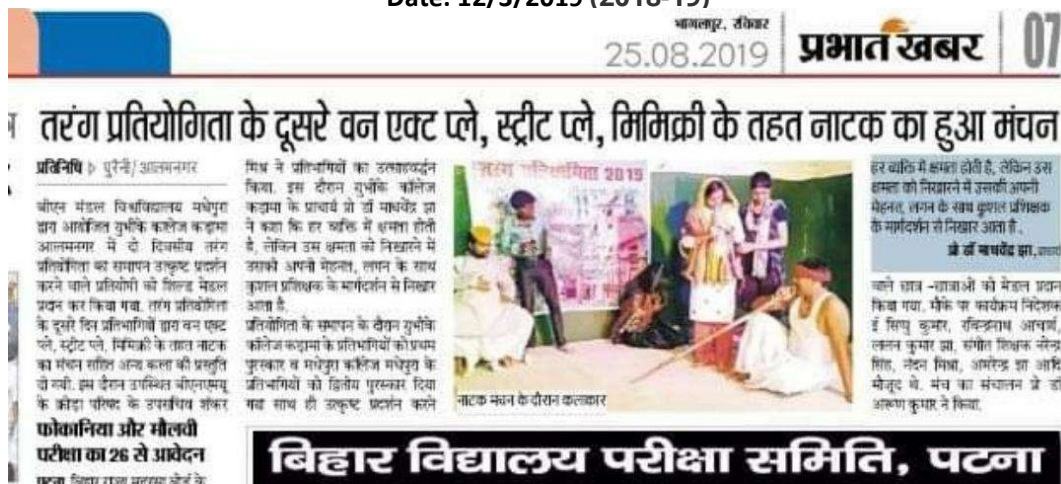 Date: 12/3/2019 (2018-19)
भागलपुर, रविवार
25.08.2019
प्रभात खबर
07
तरंग प्रतियोगिता के दूसरे वन एक्ट प्ले, स्ट्रीट प्ले, मिमिक्री के तहत नाटक का हुआ मंचन
प्रतिनिधि पुरैनी/आलमनगर
बीएन मंडल विश्वविद्यालय मधेपुरा
द्वारा आयोजित युभीके कॉलेज कड़ामा
आलमनगर में दो दिवसीय तरंग
प्रतियोगिता का समापन उत्कृष्ट प्रदर्शन
करने वाले प्रतियोगी को शिल्ड मेडल
प्रदान कर किया गया. तरंग प्रतियोगिता
के दूसरे दिन प्रतिभागियों द्वारा वन एक्ट
प्ले, स्ट्रीट प्ले, मिमिक्री के तहत नाटक
का मंचन सहित अन्य कला की प्रस्तुति
दी गयी. इस दौरान उपस्थित बीएनएमयू
के क्रीड़ा परिषद के उपसचिव शंकर
मिश्र ने प्रतिभागियों का उत्साहवर्द्धन
किया. इस दौरान युभीके कॉलेज
कड़ामा के प्राचार्य प्रो डॉ माधवेंद्र झा
ने कहा कि हर व्यक्ति में क्षमता होती
है, लेकिन उस क्षमता को निखारने में
उसकी अपनी मेहनत, लगन के साथ
कुशल प्रशिक्षक के मार्गदर्शन से निखार
आता है.
प्रतियोगिता के समापन के दौरान युभीके
कॉलेज कड़ामा के प्रतिभागियों को प्रथम
पुरस्कार व मधेपुरा कॉलेज मधेपुरा के
प्रतिभागियों को द्वितीय पुरस्कार दिया
गया साथ ही उत्कृष्ट प्रदर्शन करने
तरंग प्रतियोगिता 2019
नाटक मंचन के दौरान कलाकार
हर व्यक्ति में क्षमता होती है, लेकिन उस
क्षमता को निखारने में उसकी अपनी
मेहनत, लगन के साथ कुशल प्रशिक्षक
के मार्गदर्शन से निखार आता है.
प्रो डॉ माधवेंद्र झा,
वाले छात्र -छात्राओं को मेडल प्रदान
किया गया. मौके पर कार्यक्रम निदेशक
ई सिप्पु कुमार, रविन्द्रनाथ आचार्य,
ललन कुमार झा, संगीत शिक्षक नरेन्द्र
सिंह, नंदन मिश्रा, अमरेन्द्र झा आदि
मौजूद थे. मंच का संचालन प्रो डॉ
अरूण कुमार ने किया.
फोकानिया और मौलवी
परीक्षा का 26 से आवेदन
बिहार विद्यालय परीक्षा समिति, पटना